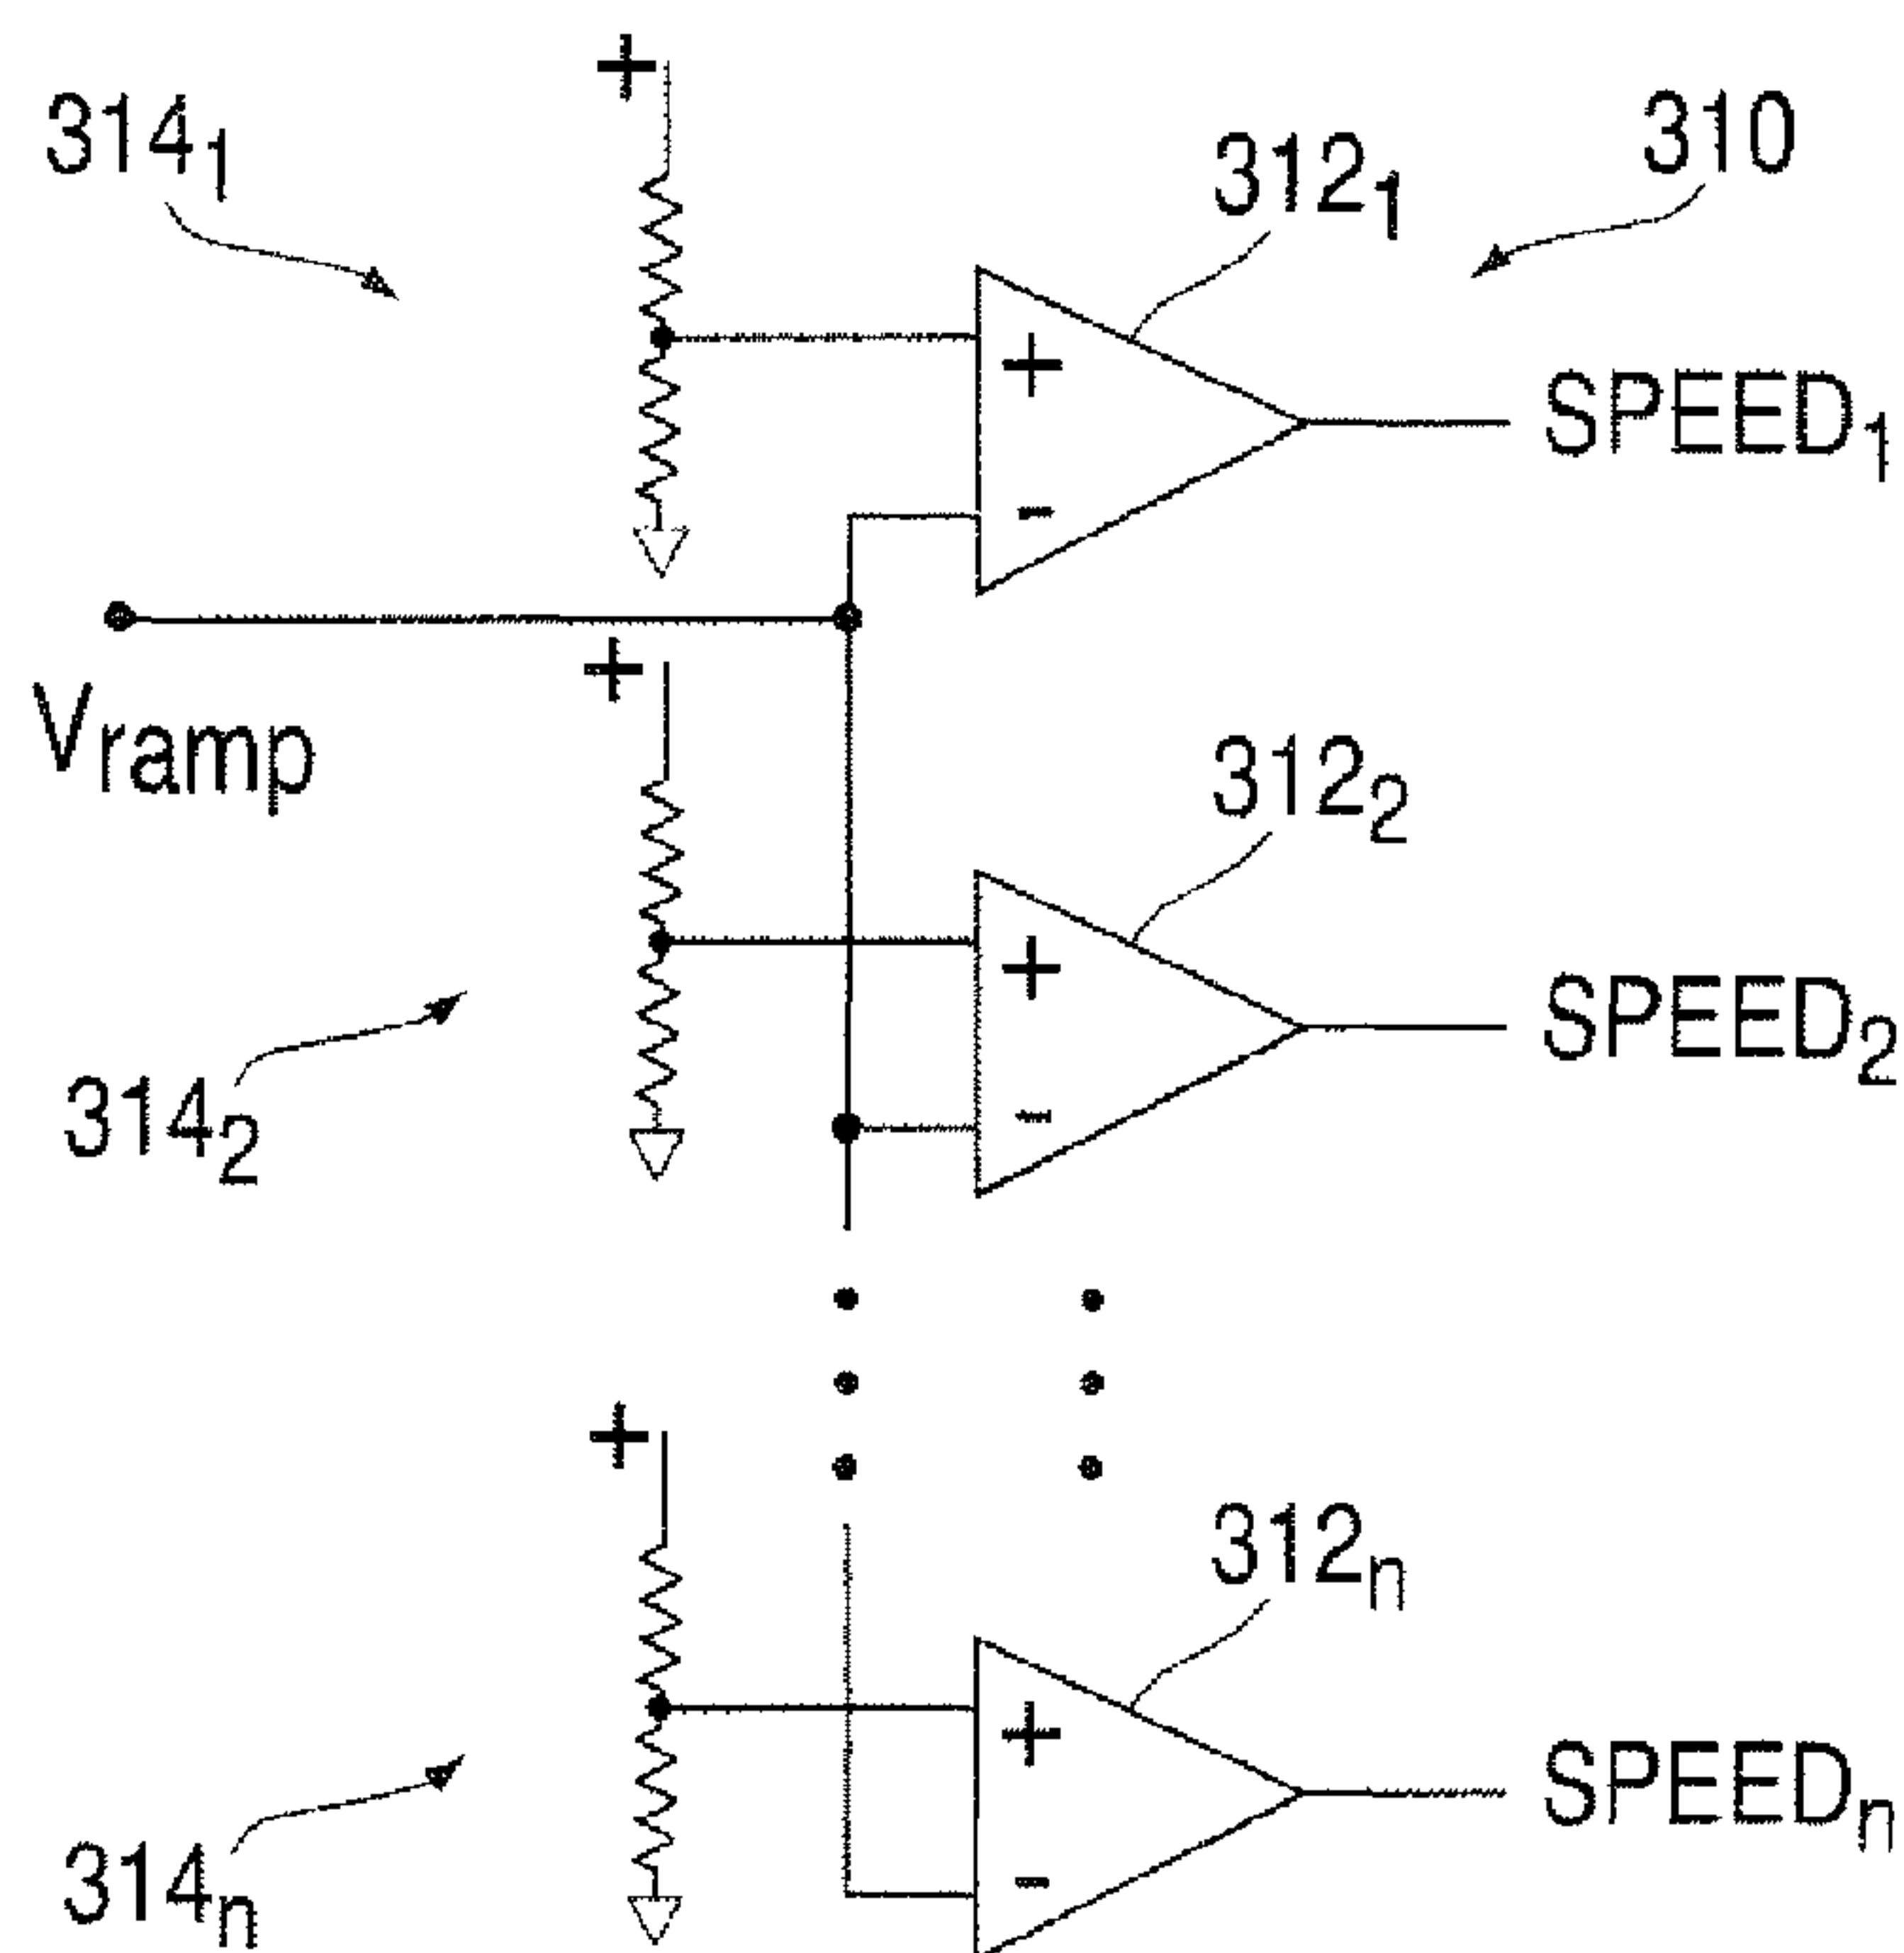 +
314₁
312₁
310
+
SPEED₁
-
Vramp
+
312₂
+
SPEED₂
314₂
-
+
312ₙ
+
SPEEDₙ
314ₙ
-